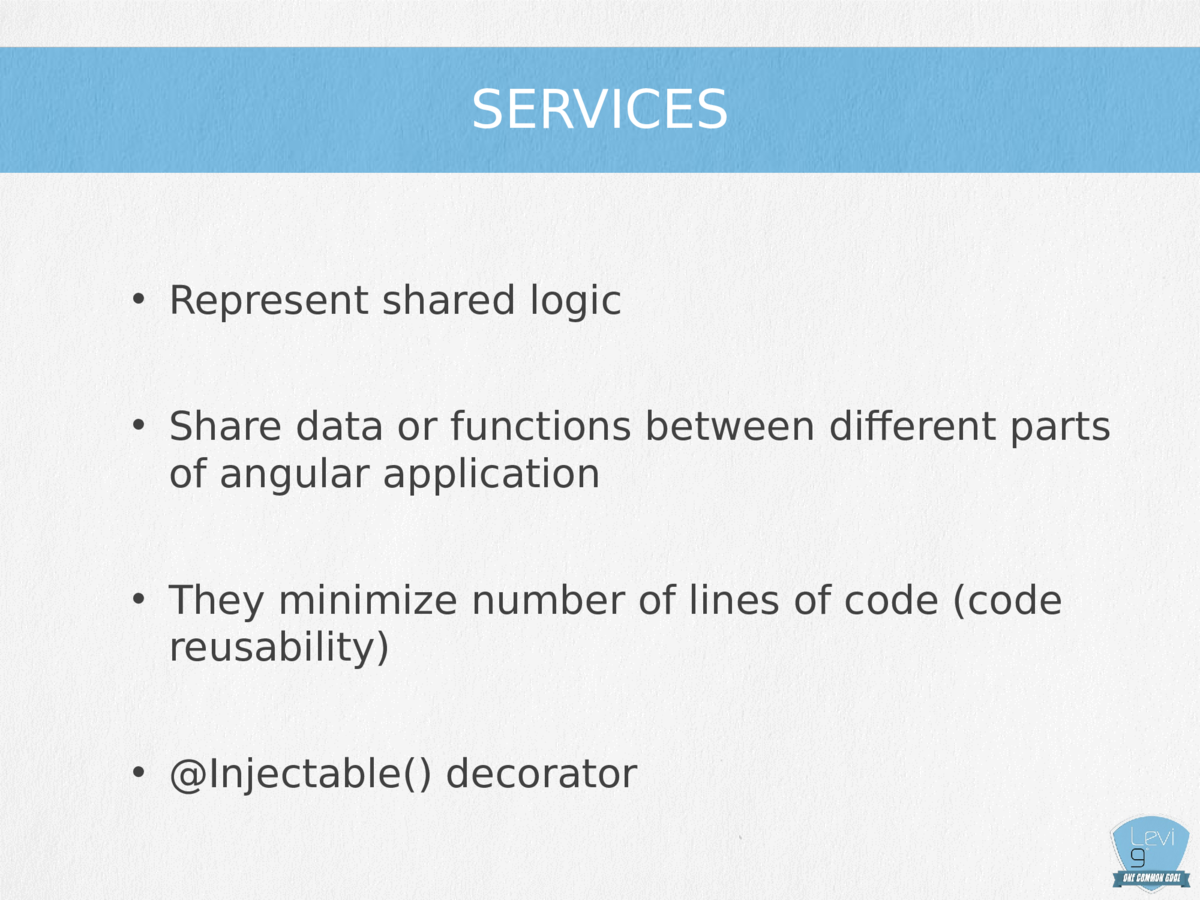 SERVICES
• Represent shared logic
• Share data or functions between different parts
of angular application
• They minimize number of lines of code (code
reusability)
• @Injectable() decorator
Levi
9
ONE COMMON GOAL